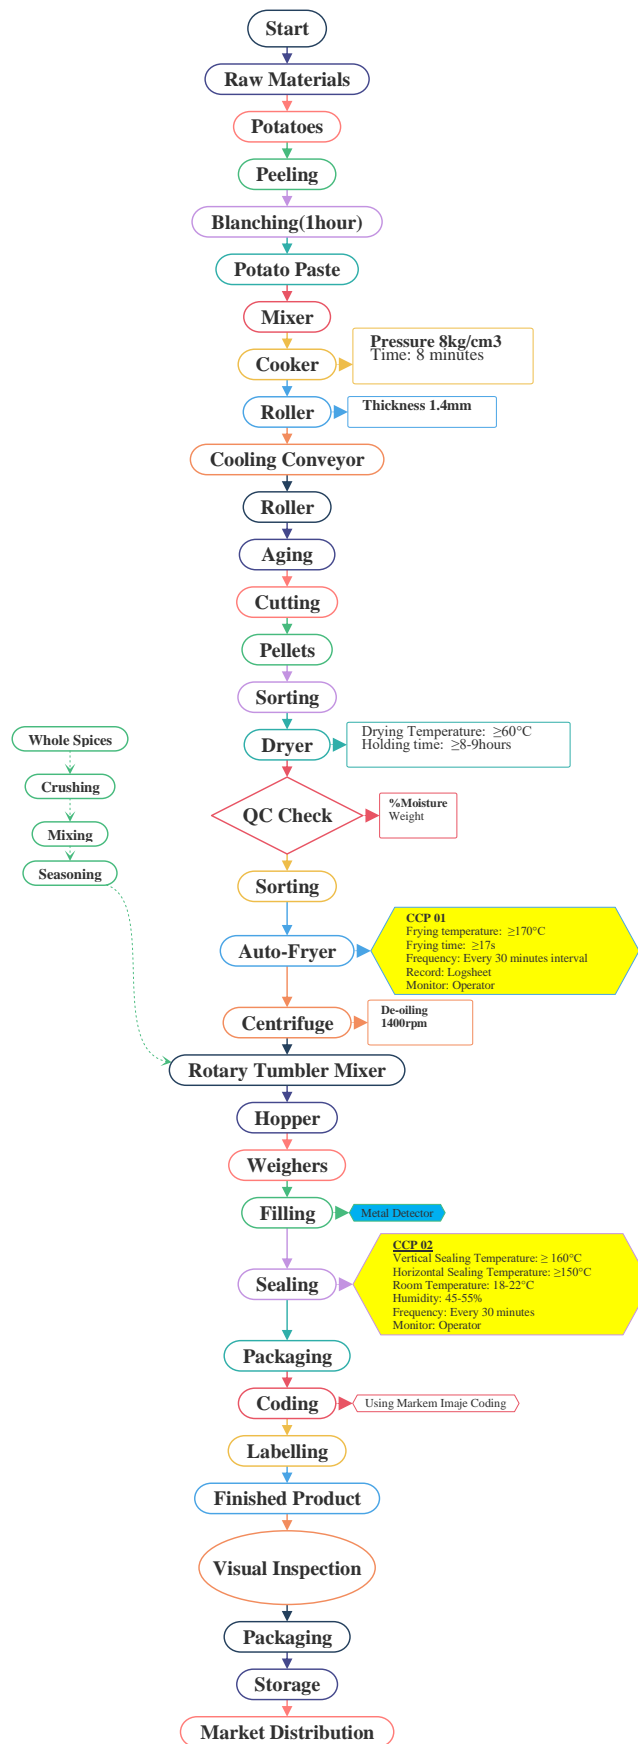 Start
Raw Materials
Potatoes
Peeling
Blanching(1hour)
Potato Paste
Mixer
Cooker
Pressure 8kg/cm3
Time: 8 minutes
Roller
Thickness 1.4mm
Cooling Conveyor
Roller
Aging
Cutting
Pellets
Sorting
Dryer
Drying Temperature: ≥60°C
Holding time: ≥8-9hours
Whole Spices
Crushing
Mixing
Seasoning
QC Check
%Moisture
Weight
Sorting
Auto-Fryer
CCP 01
Frying temperature: ≥170°C
Frying time: ≥17s
Frequency: Every 30 minutes interval
Record: Logsheet
Monitor: Operator
Centrifuge
De-oiling
1400rpm
Rotary Tumbler Mixer
Hopper
Weighers
Filling
Metal Detector
Sealing
CCP 02
Vertical Sealing Temperature: ≥ 160°C
Horizontal Sealing Temperature: ≥150°C
Room Temperature: 18-22°C
Humidity: 45-55%
Frequency: Every 30 minutes
Monitor: Operator
Packaging
Coding
Using Markem Imaje Coding
Labelling
Finished Product
Visual Inspection
Packaging
Storage
Market Distribution